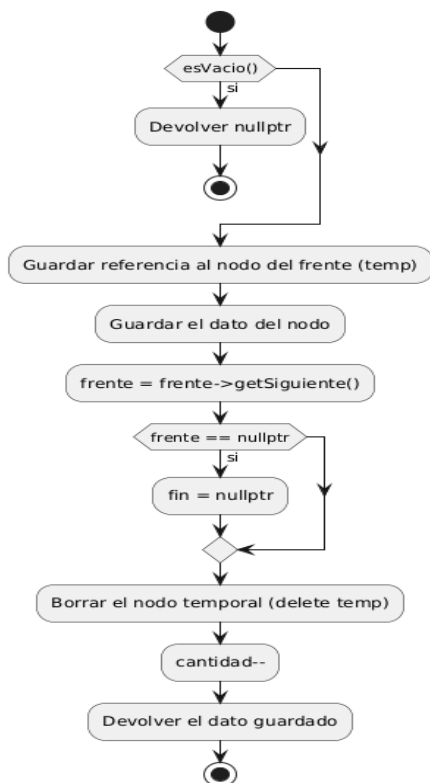 esVacio()
si
Devolver nullptr
Guardar referencia al nodo del frente (temp)
Guardar el dato del nodo
frente = frente->getSiguiente()
frente == nullptr
si
fin = nullptr
Borrar el nodo temporal (delete temp)
cantidad--
Devolver el dato guardado